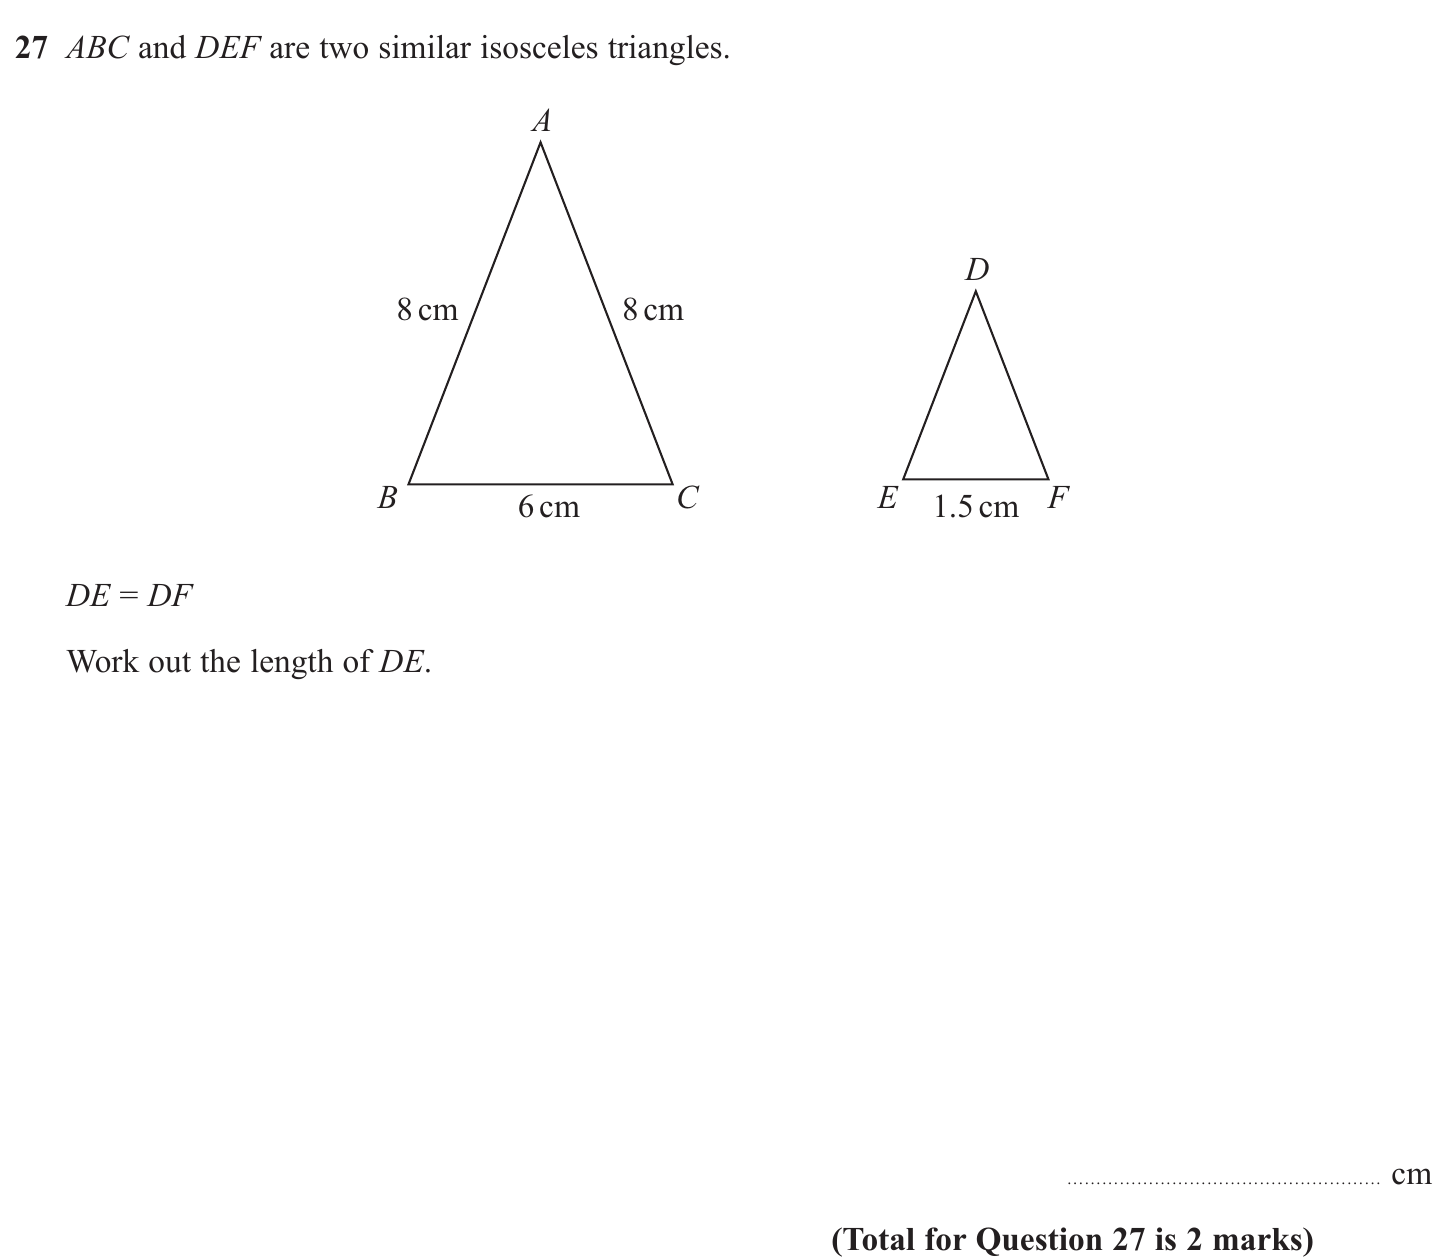 27 ABC and DEF are two similar isosceles triangles.
A
D
8 cm
8 cm
B
6 cm
C
E
1.5 cm
F
DE = DF
Work out the length of DE.
.......................................................... cm
(Total for Question 27 is 2 marks)